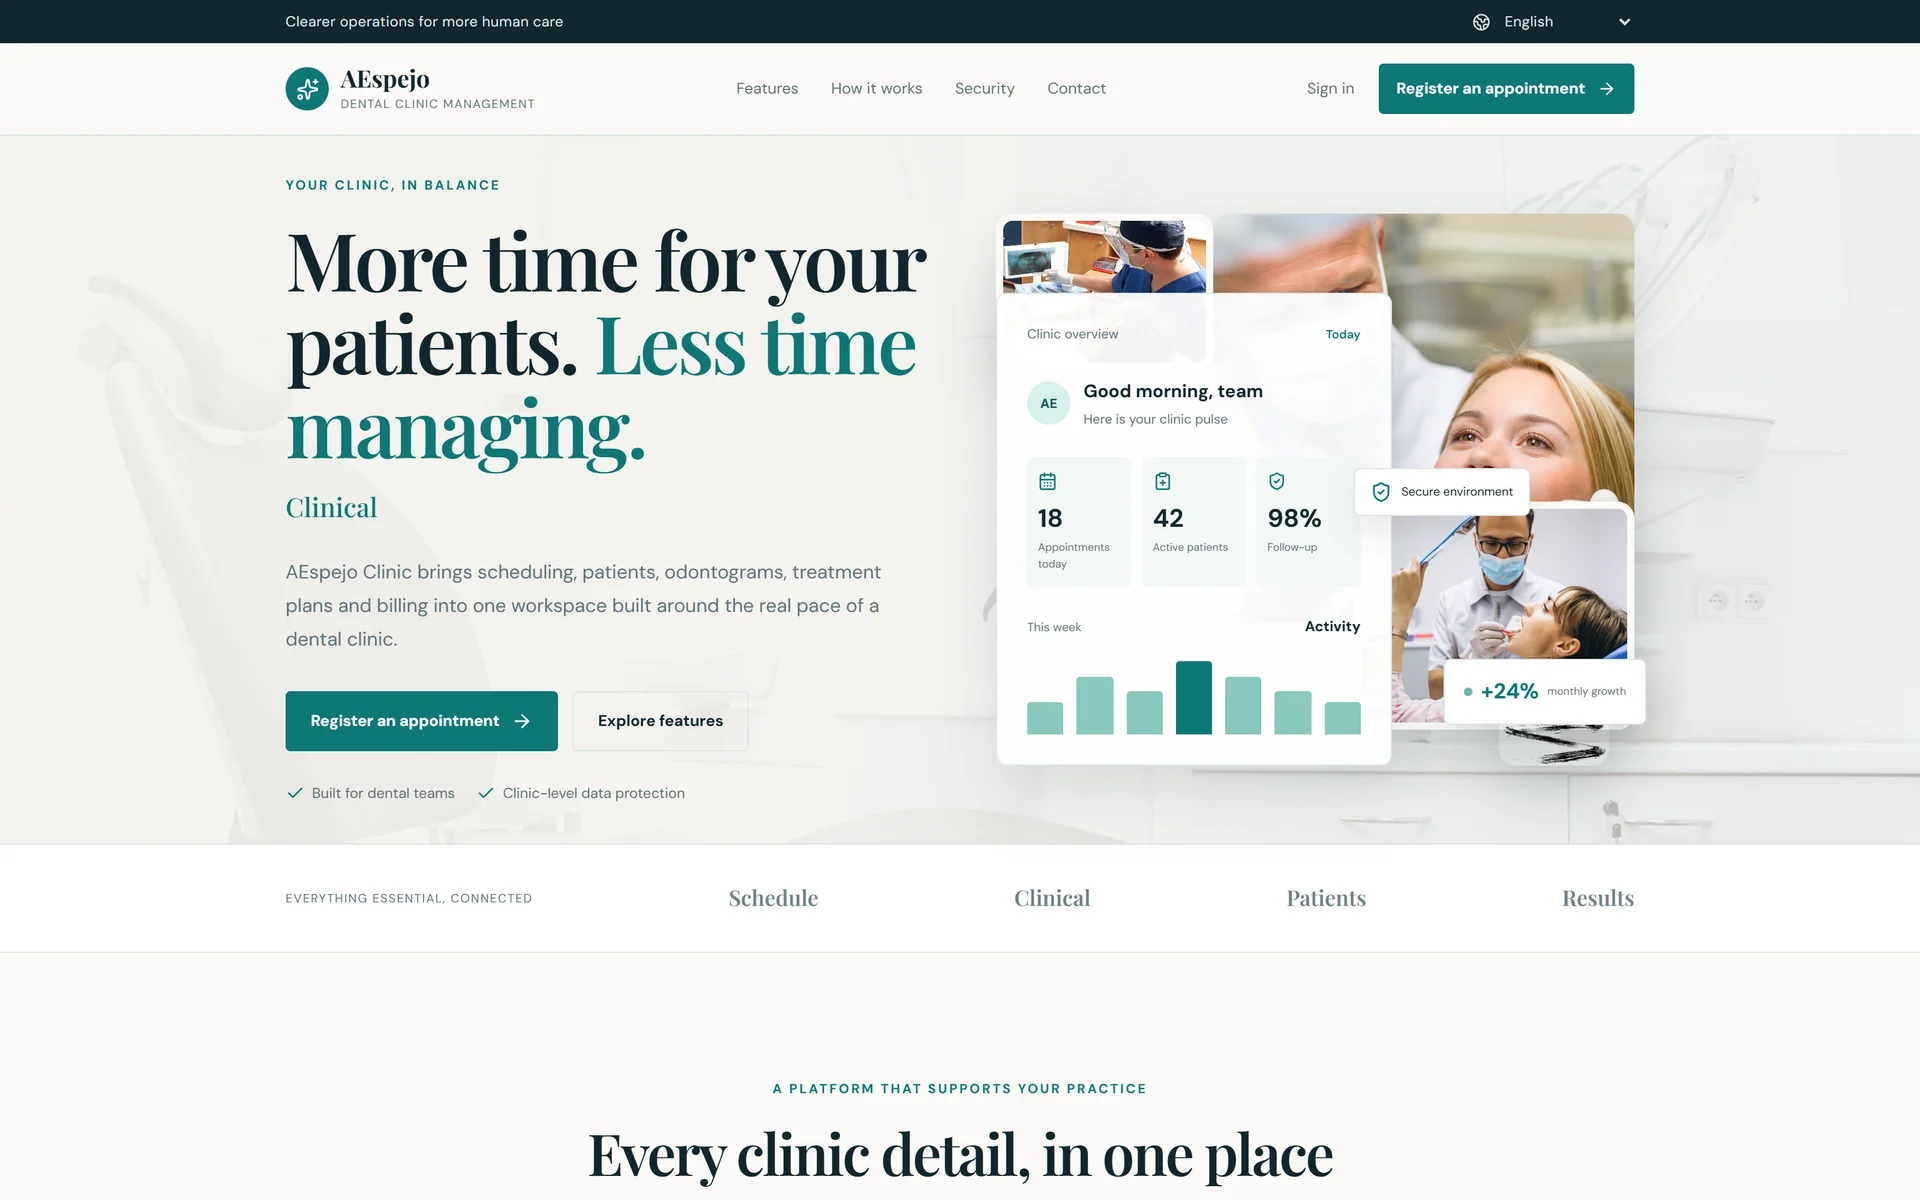 Clearer operations for more human care
English
AEspejo
DENTAL CLINIC MANAGEMENT
Features
How it works
Security
Contact
Sign in
Register an appointment
YOUR CLINIC, IN BALANCE
More time for your
patients. Less time
managing.
Clinical
AEspejo Clinic brings scheduling, patients, odontograms, treatment
plans and billing into one workspace built around the real pace of a
dental clinic.
Register an appointment
Explore features
Built for dental teams
Clinic-level data protection
Clinic overview
Today
AE
Good morning, team
Here is your clinic pulse
18
Appointments
today
42
Active patients
98%
Follow-up
This week
Activity
Secure environment
+24% monthly growth
EVERYTHING ESSENTIAL, CONNECTED
Schedule
Clinical
Patients
Results
A PLATFORM THAT SUPPORTS YOUR PRACTICE
Every clinic detail, in one place